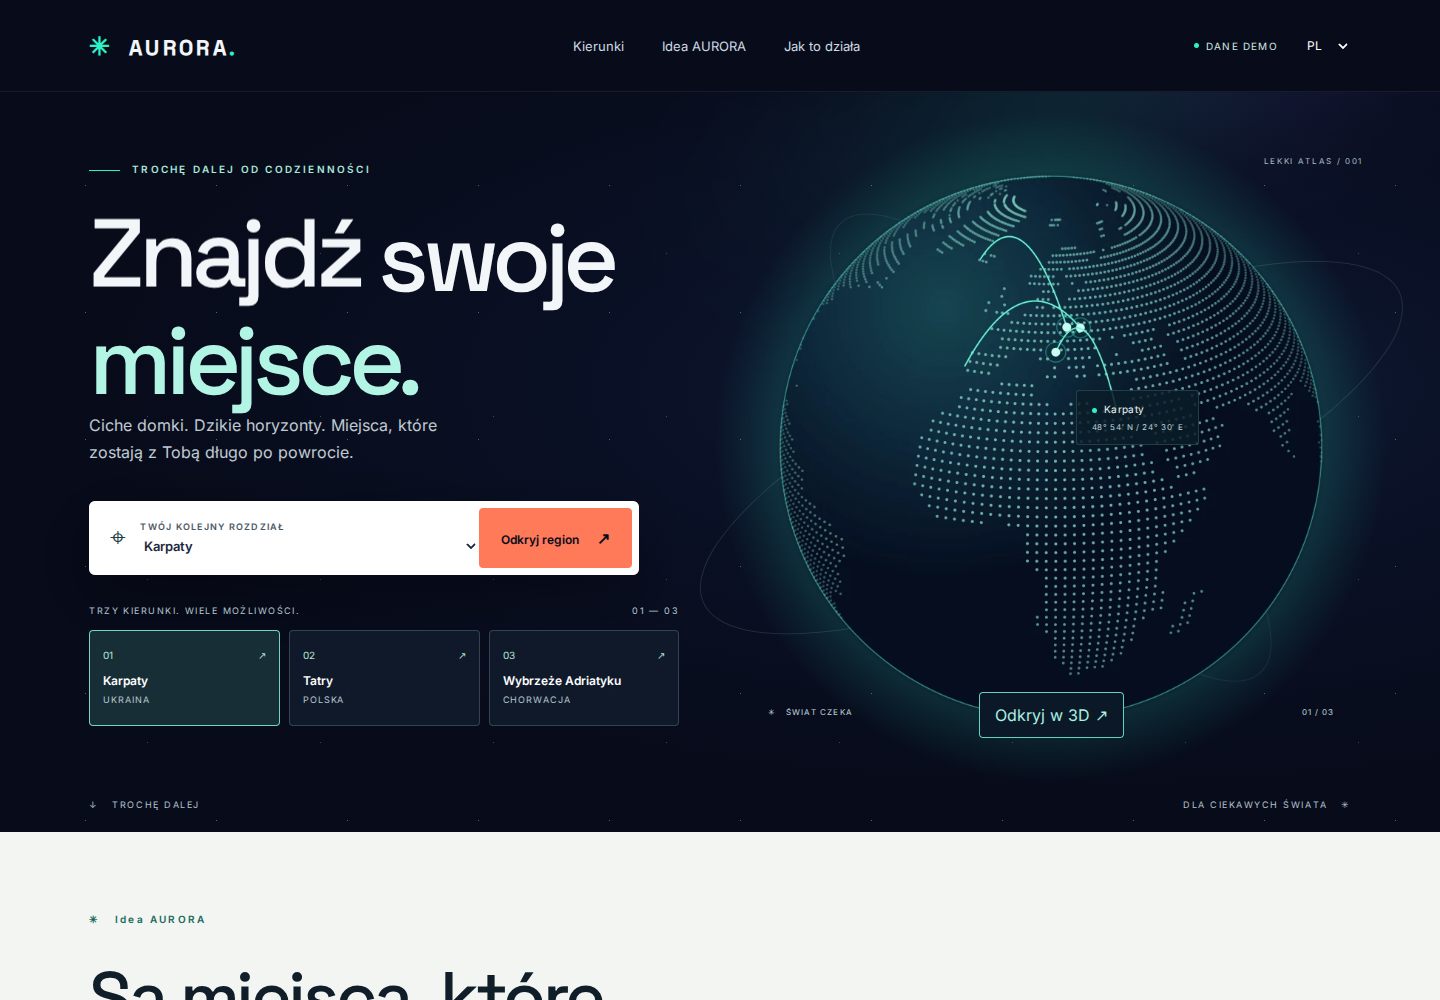 AURORA.
Kierunki
Idea AURORA
Jak to działa
DANE DEMO
PL
TROCHĘ DALEJ OD CODZIENNOŚCI
LEKKI ATLAS / 001
Znajdź swoje
miejsce.
Ciche domki. Dzikie horyzonty. Miejsca, które
zostają z Tobą długo po powrocie.
Karpaty
48° 54′ N / 24° 30′ E
TWÓJ KOLEJNY ROZDZIAŁ
Karpaty
Odkryj region ↗
TRZY KIERUNKI. WIELE MOŻLIWOŚCI.
01 — 03
01 ↗
Karpaty
UKRAINA
02 ↗
Tatry
POLSKA
03 ↗
Wybrzeże Adriatyku
CHORWACJA
✳ ŚWIAT CZEKA
Odkryj w 3D ↗
01 / 03
↓ TROCHĘ DALEJ
DLA CIEKAWYCH ŚWIATA ✳
✳ Idea AURORA
Są miejsca, które